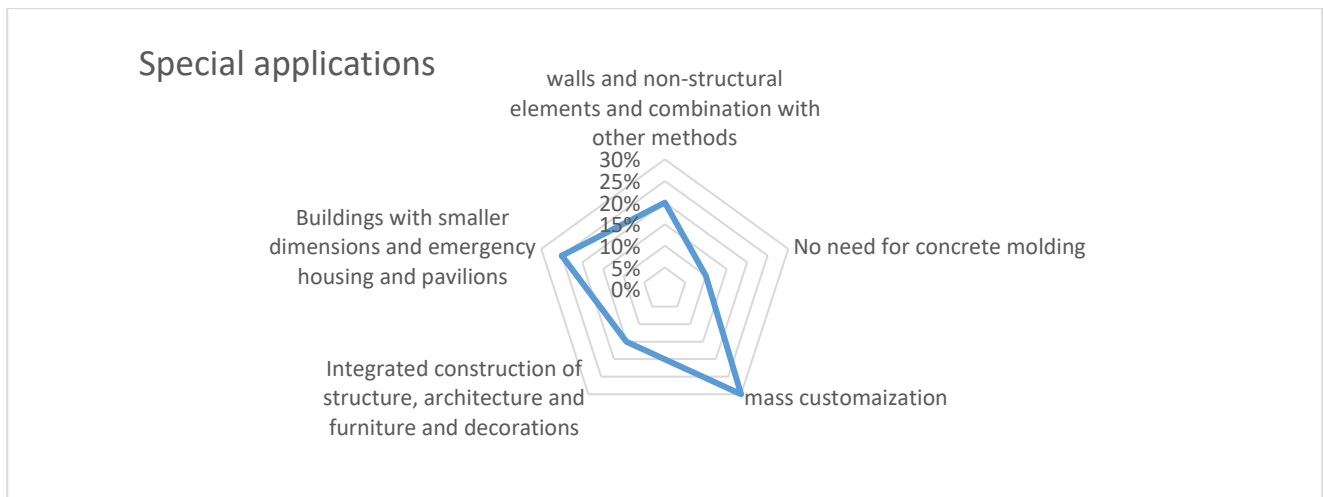 Special applications
walls and non-structural
elements and combination with
other methods
30%
25%
20%
15%
10%
5%
0%
No need for concrete molding
mass customaization
Integrated construction of
structure, architecture and
furniture and decorations
Buildings with smaller
dimensions and emergency
housing and pavilions